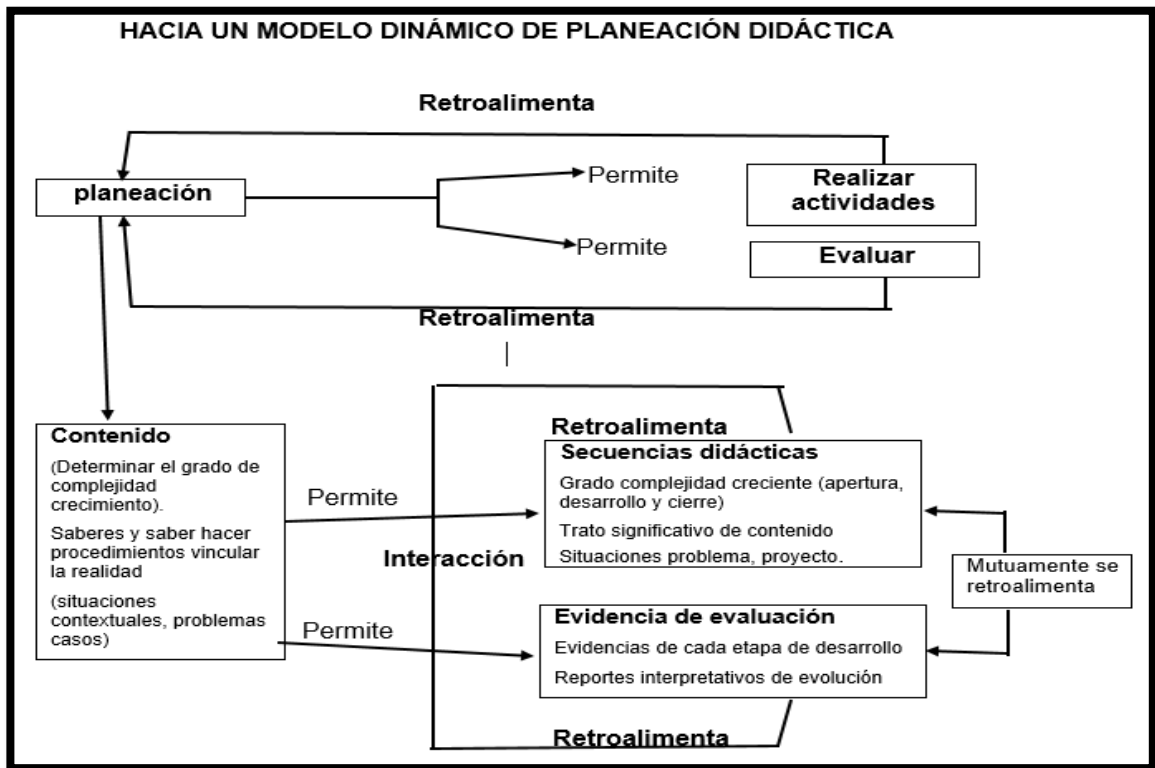 HACIA UN MODELO DINÁMICO DE PLANEACIÓN DIDÁCTICA
Retroalimenta
planeación
Permite
Realizar
actividades
Permite
Evaluar
Retroalimenta
Contenido
(Determinar el grado de
complejidad
crecimiento).
Saberes y saber hacer
procedimientos vincular
la realidad
(situaciones
contextuales, problemas
casos)
Permite
Interacción
Permite
Retroalimenta
Secuencias didácticas
Grado complejidad creciente (apertura,
desarrollo y cierre)
Trato significativo de contenido
Situaciones problema, proyecto.
Mutuamente se
retroalimenta
Evidencia de evaluación
Evidencias de cada etapa de desarrollo
Reportes interpretativos de evolución
Retroalimenta